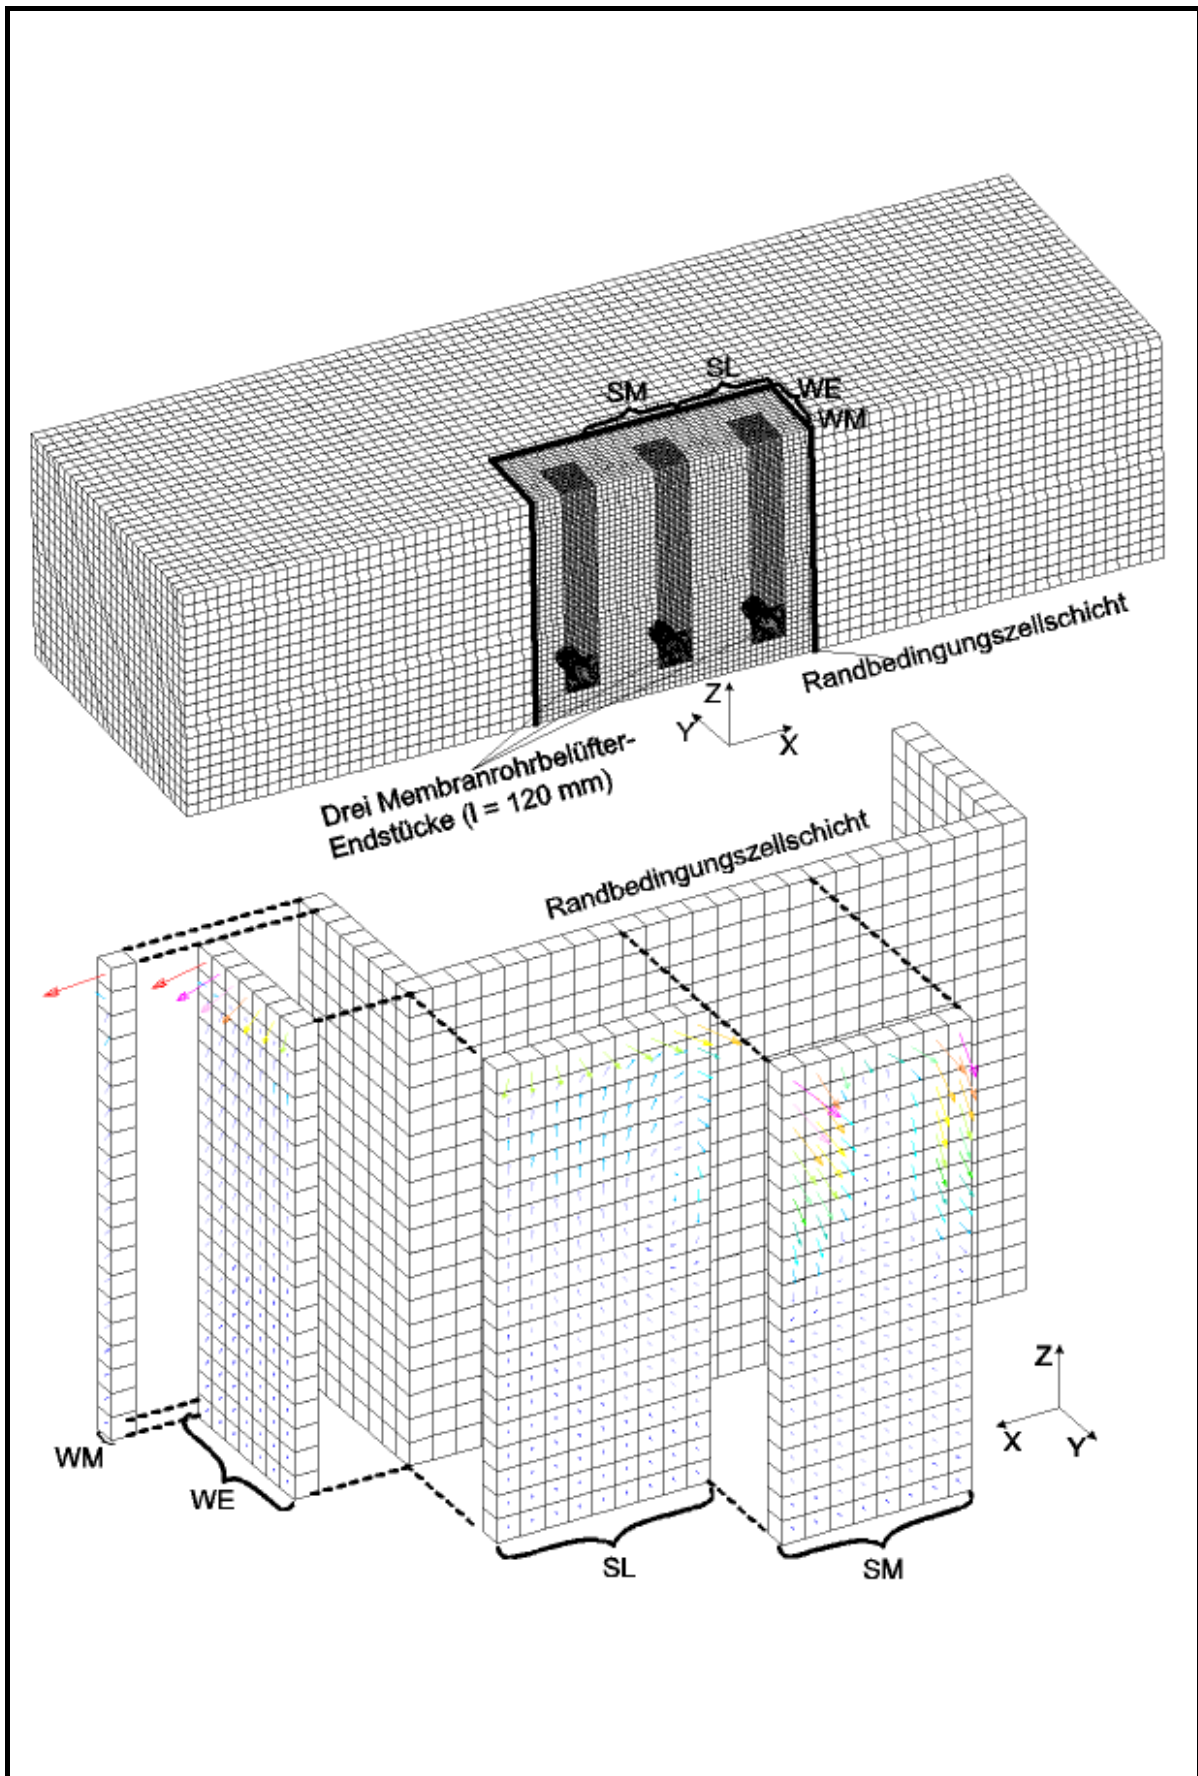 SL
SM
WE
WM
Randbedingungszellschicht
Z
Y
X
Drei Membranrohrbelüfter-
Endstücke (l = 120 mm)
Randbedingungszellschicht
Z
X
Y
WM
WE
SL
SM